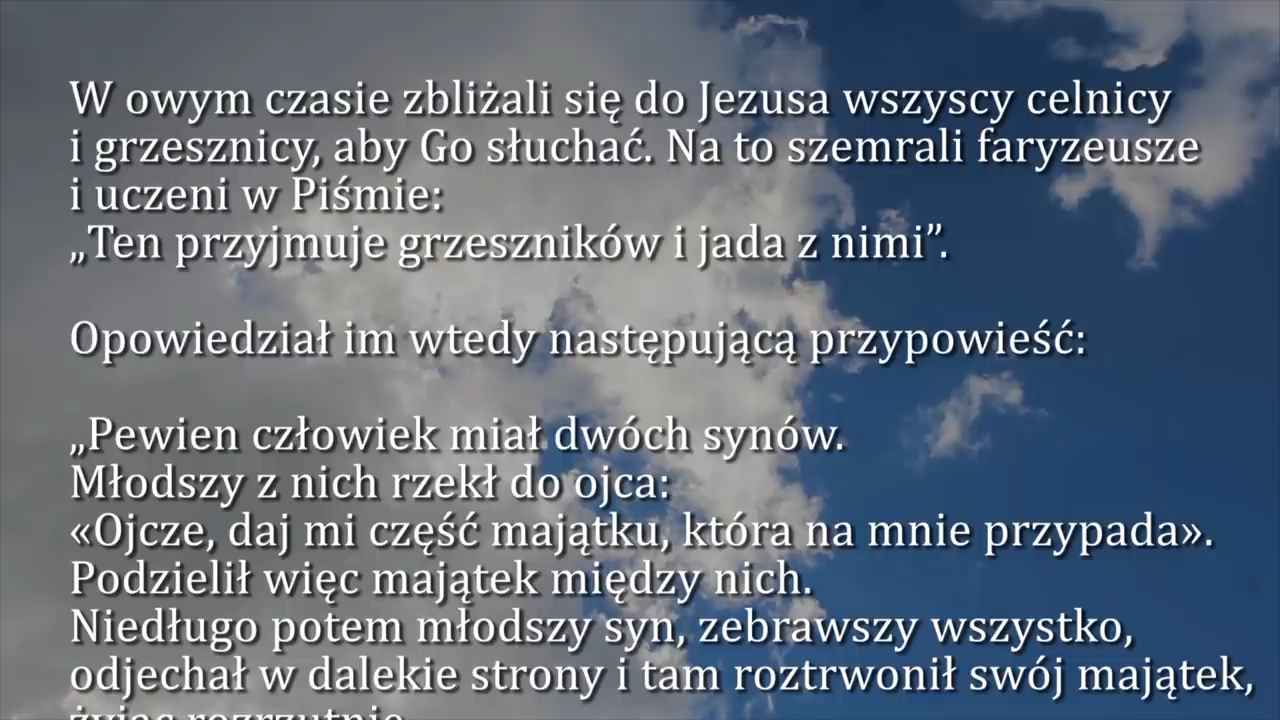 W owym czasie zbliżali się do Jezusa wszyscy celnicy
i grzesznicy, aby Go słuchać. Na to szemrali faryzeusze
i uczeni w Piśmie:
„Ten przyjmuje grzeszników i jada z nimi”.
Opowiedział im wtedy następującą przypowieść:
„Pewien człowiek miał dwóch synów.
Młodszy z nich rzekł do ojca:
«Ojcze, daj mi część majątku, która na mnie przypada».
Podzielił więc majątek między nich.
Niedługo potem młodszy syn, zebrawszy wszystko,
odjechał w dalekie strony i tam roztrwonił swój majątek,
żyjąc rozrzutnie